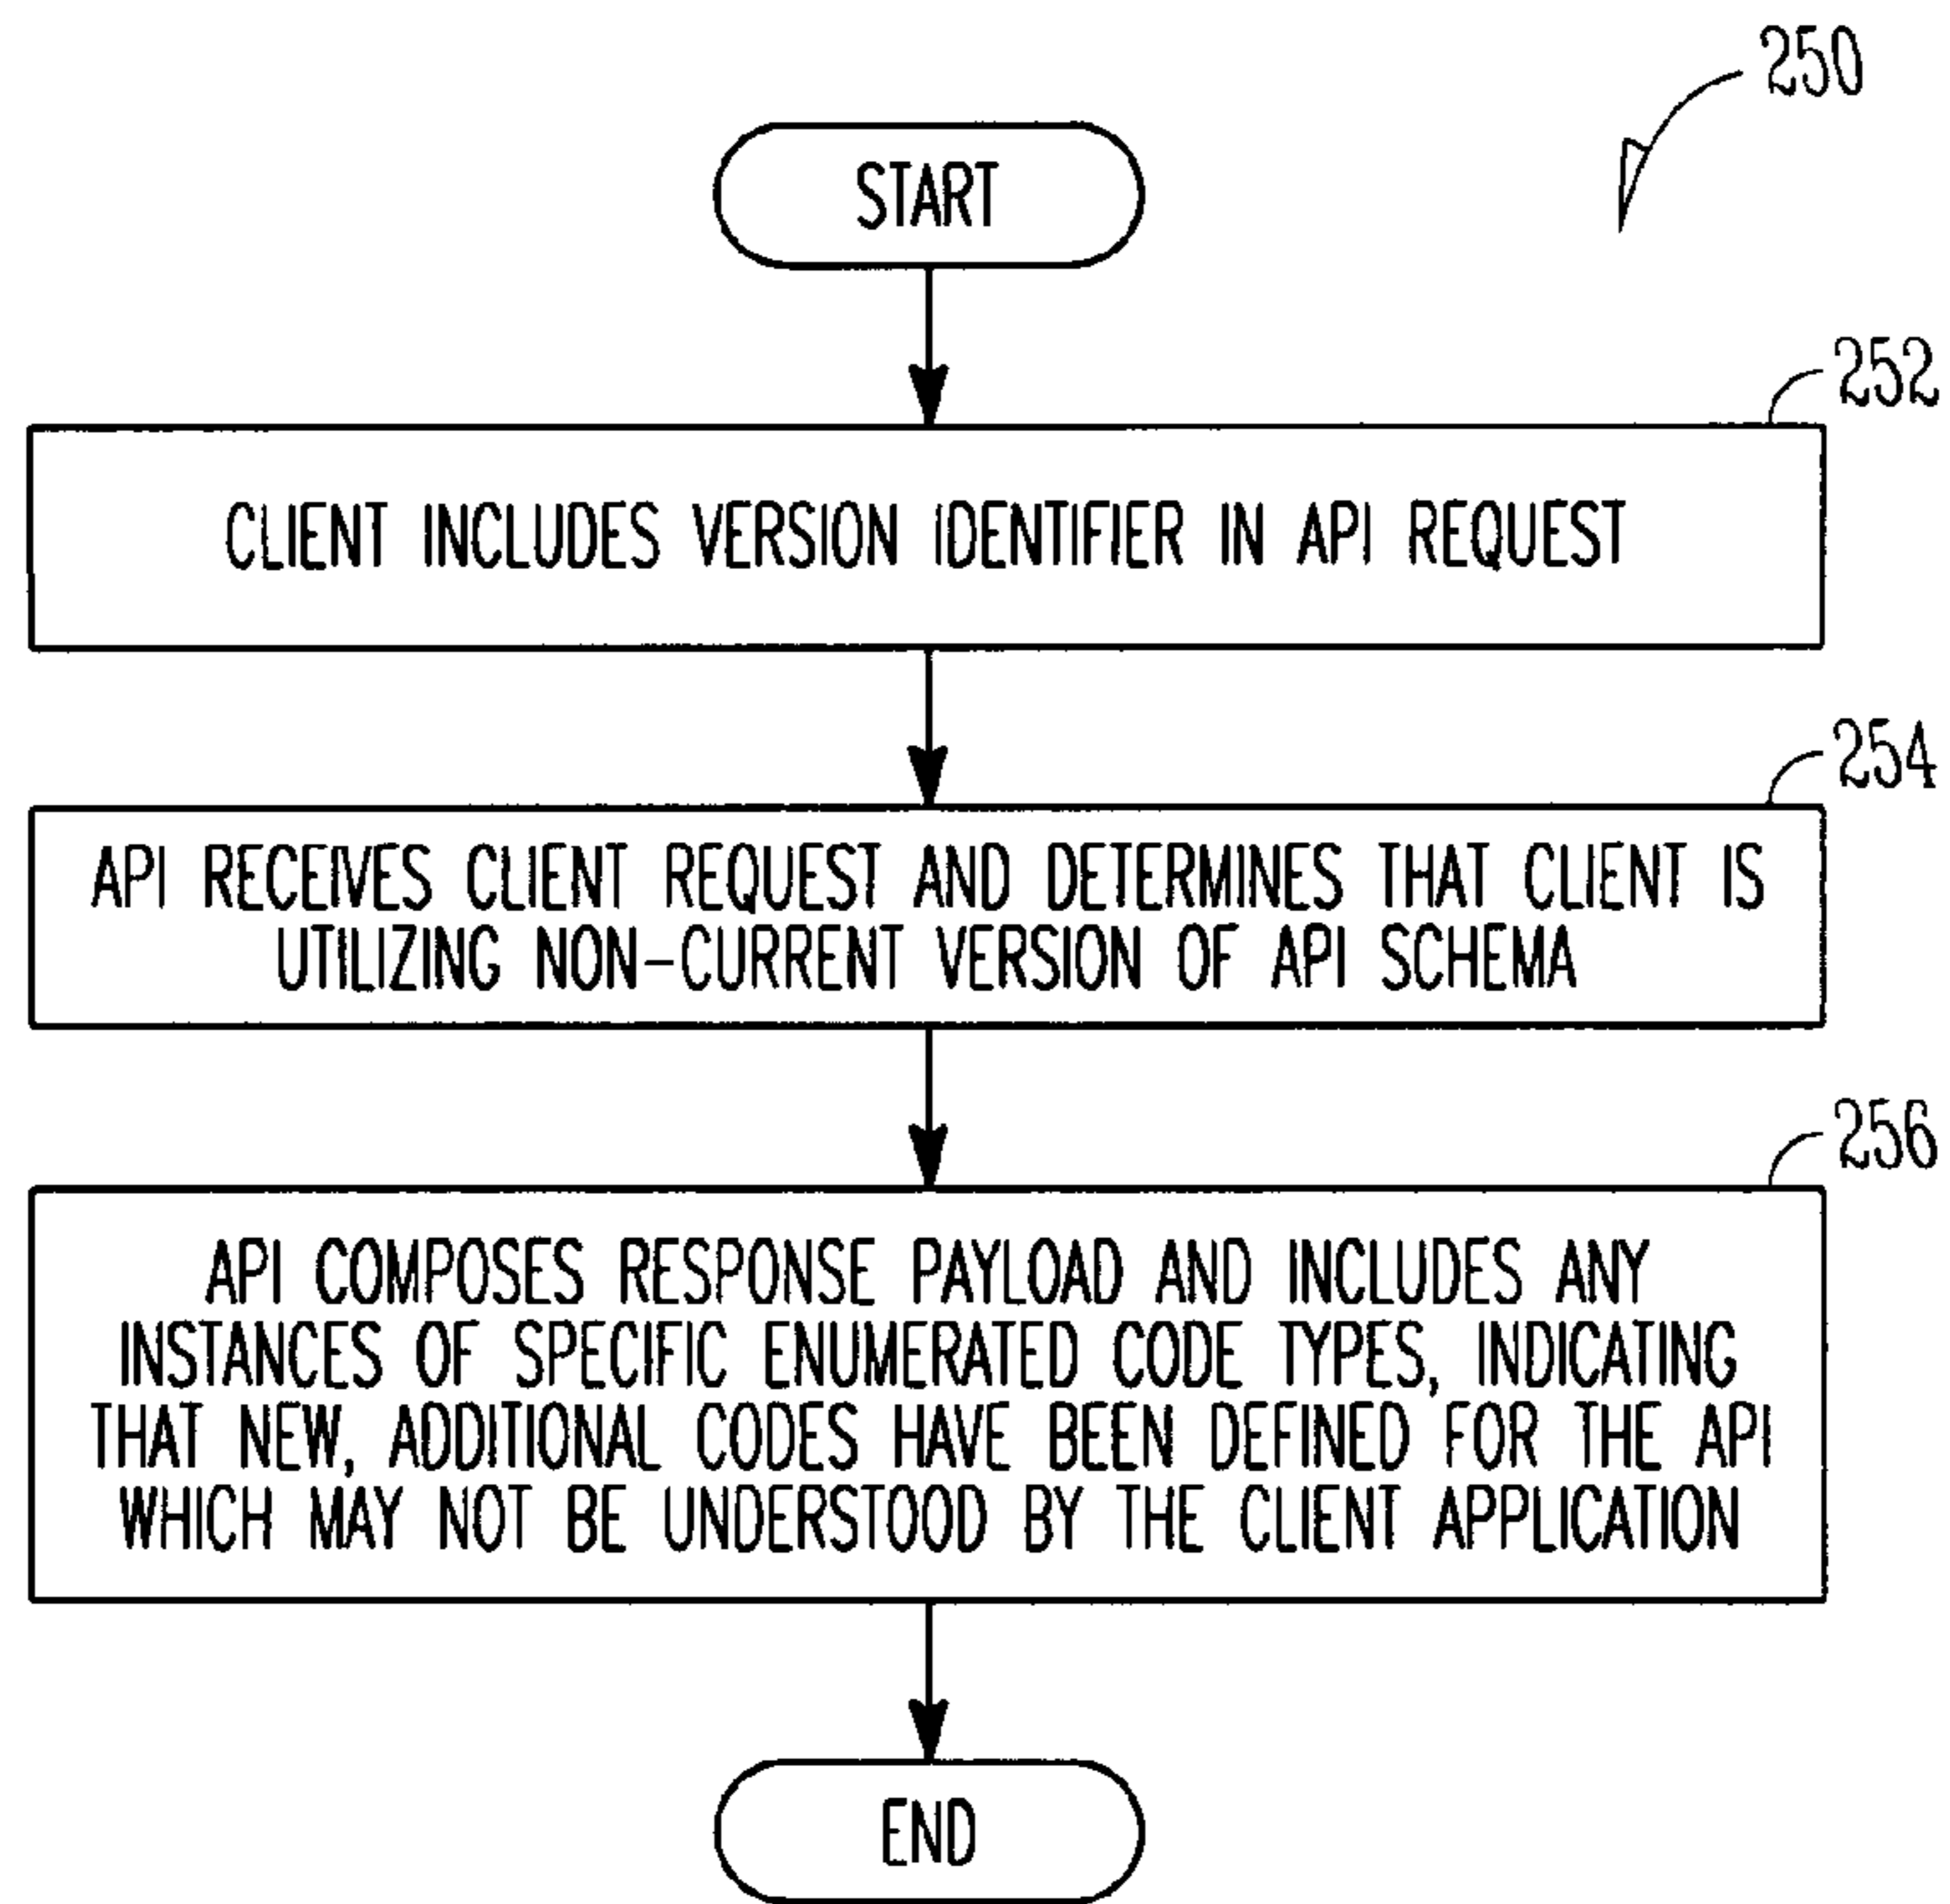 250
START
252
CLIENT INCLUDES VERSION IDENTIFIER IN API REQUEST
254
API RECEIVES CLIENT REQUEST AND DETERMINES THAT CLIENT IS
UTILIZING NON-CURRENT VERSION OF API SCHEMA
256
API COMPOSES RESPONSE PAYLOAD AND INCLUDES ANY
INSTANCES OF SPECIFIC ENUMERATED CODE TYPES, INDICATING
THAT NEW, ADDITIONAL CODES HAVE BEEN DEFINED FOR THE API
WHICH MAY NOT BE UNDERSTOOD BY THE CLIENT APPLICATION
END